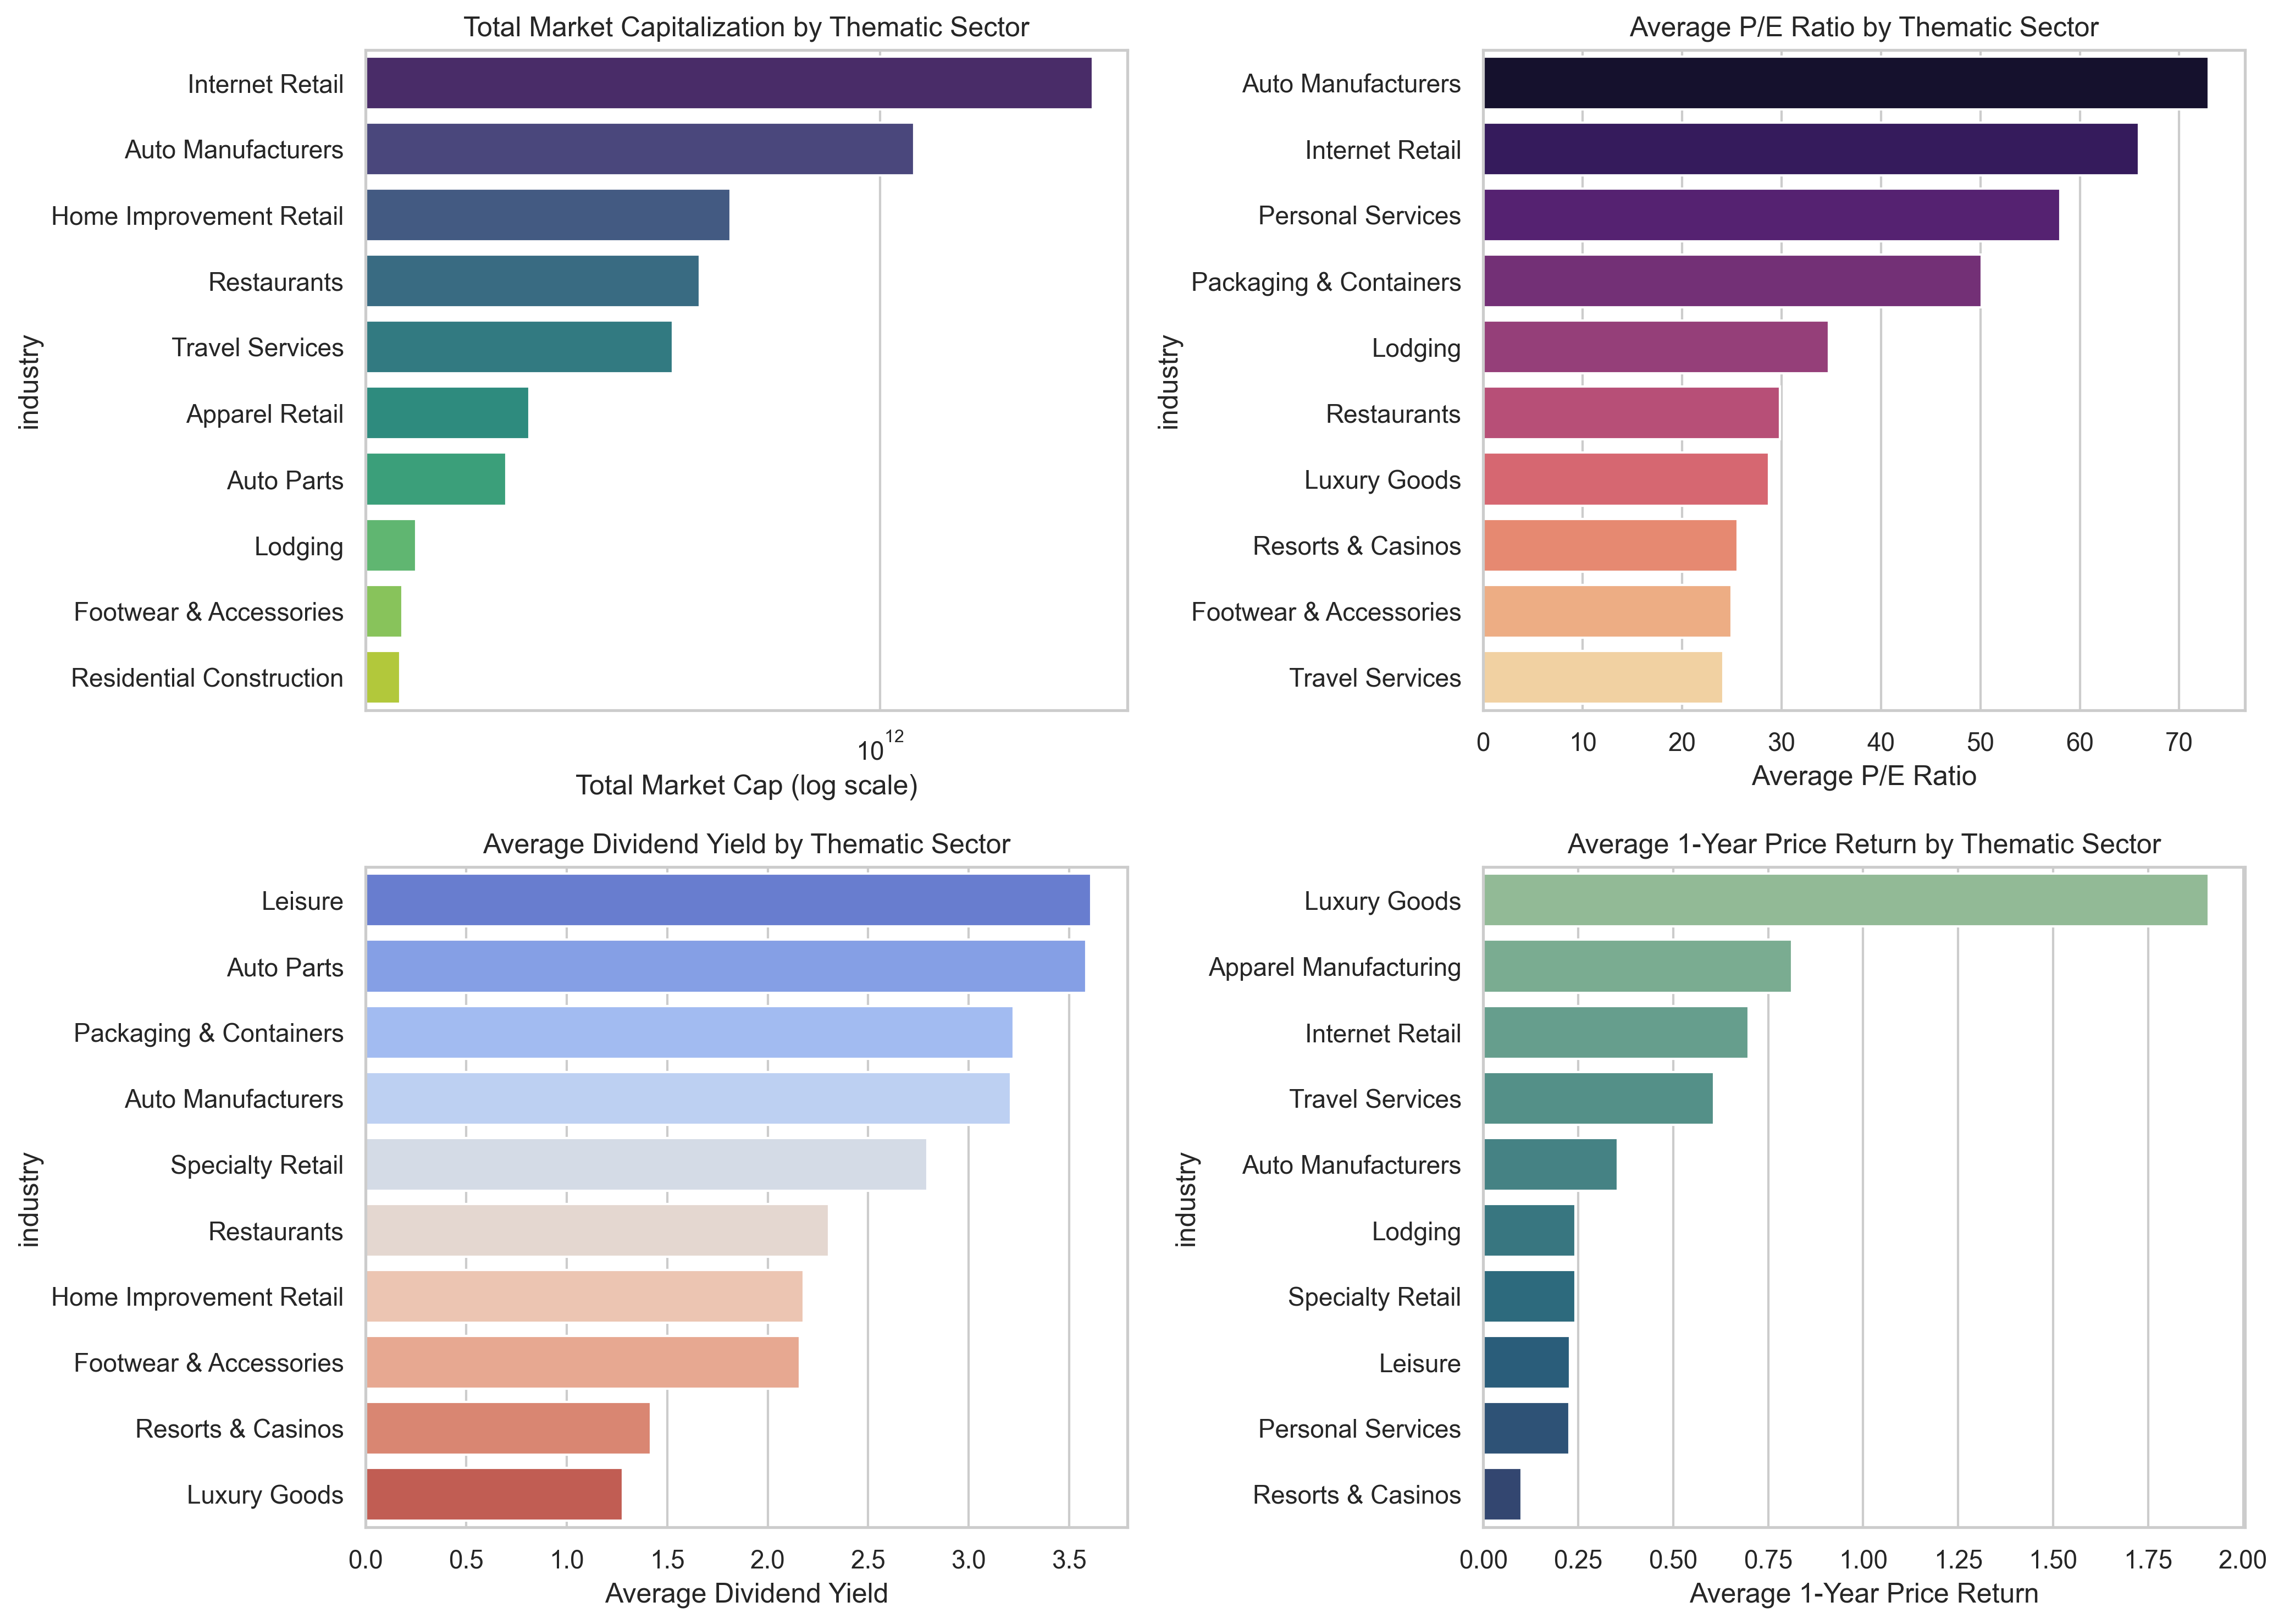 Total Market Capitalization by Thematic Sector
industry
Internet Retail
Auto Manufacturers
Home Improvement Retail
Restaurants
Travel Services
Apparel Retail
Auto Parts
Lodging
Footwear & Accessories
Residential Construction
10^12
Total Market Cap (log scale)
Average P/E Ratio by Thematic Sector
industry
Auto Manufacturers
Internet Retail
Personal Services
Packaging & Containers
Lodging
Restaurants
Luxury Goods
Resorts & Casinos
Footwear & Accessories
Travel Services
0 10 20 30 40 50 60 70
Average P/E Ratio
Average Dividend Yield by Thematic Sector
industry
Leisure
Auto Parts
Packaging & Containers
Auto Manufacturers
Specialty Retail
Restaurants
Home Improvement Retail
Footwear & Accessories
Resorts & Casinos
Luxury Goods
0.0 0.5 1.0 1.5 2.0 2.5 3.0 3.5
Average Dividend Yield
Average 1-Year Price Return by Thematic Sector
industry
Luxury Goods
Apparel Manufacturing
Internet Retail
Travel Services
Auto Manufacturers
Lodging
Specialty Retail
Leisure
Personal Services
Resorts & Casinos
0.00 0.25 0.50 0.75 1.00 1.25 1.50 1.75 2.00
Average 1-Year Price Return